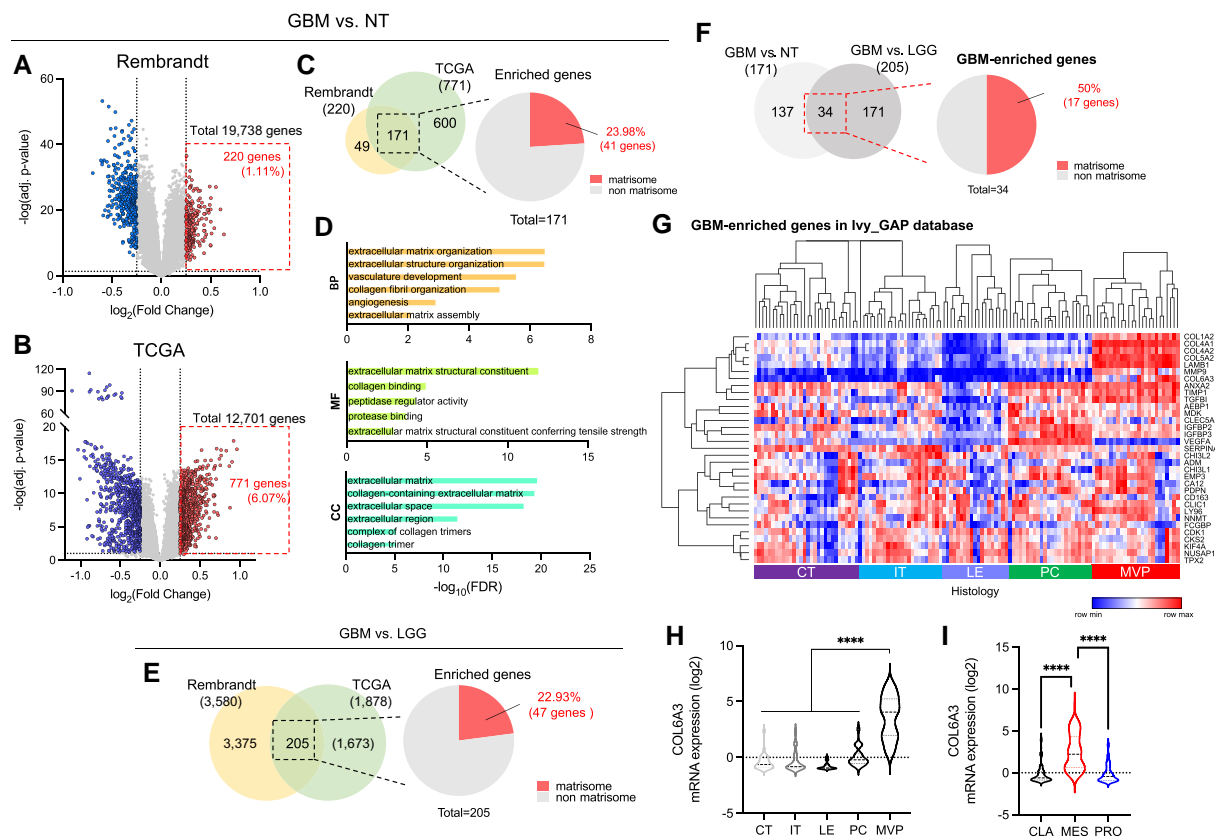 GBM vs. NT
A
Rembrandt
60
40
20
0
-log(adj. p-value)
Total 19,738 genes
220 genes
(1.11%)
-1.0
-0.5
0.0
0.5
1.0
log2(Fold Change)
B
TCGA
120
90
60
20
15
10
5
0
-log(adj. p-value)
Total 12,701 genes
771 genes
(6.07%)
-1.0
-0.5
0.0
0.5
1.0
log2(Fold Change)
C
TCGA
(771)
Rembrandt
(220)
171
600
49
Enriched genes
23.98%
(41 genes)
matrisome
non matrisome
Total=171
D
BP
extracellular matrix organization
extracellular structure organization
vasculature development
collagen fibril organization
angiogenesis
extracellular matrix assembly
0 2 4 6 8 10
MF
extracellular matrix structural constituent
collagen binding
peptidase regulator activity
protease binding
extracellular matrix structural constituent conferring tensile strength
0 5 10 15
CC
extracellular matrix
collagen-containing extracellular matrix
extracellular space
extracellular region
complex of collagen trimers
collagen trimer
0 5 10 15 20 25
-log10(FDR)
GBM vs. LGG
E
Rembrandt
(3,580)
TCGA
(1,878)
3,375
205
(1,673)
Enriched genes
22.93%
(47 genes )
matrisome
non matrisome
Total=205
F
GBM vs. NT
(171)
GBM vs. LGG
(205)
137
34
171
GBM-enriched genes
50%
(17 genes)
matrisome
non matrisome
Total=34
G
GBM-enriched genes in Ivy_GAP database
COL1A2
COL4A1
COL4A2
COL5A2
LAMB1
MMP9
COL6A3
ANXA2
TIMP1
TGFBI
AEBP1
MDK
CLEC5A
IGFBP2
IGFBP3
VEGFA
SERPINA
CHI3L2
ADM
CHI3L1
EMP3
CA12
PDPN
CD163
CLIC1
LY96
NNMT
FCGBP
CDK1
CKS2
KIF4A
NUSAP1
TPX2
CT
IT
LE
PC
MVP
Histology
row min
row max
H
COL6A3
mRNA expression (log2)
10
5
0
-5
****
CT IT LE PC MVP
I
COL6A3
mRNA expression (log2)
15
10
5
0
-5
****
****
CLA MES PRO